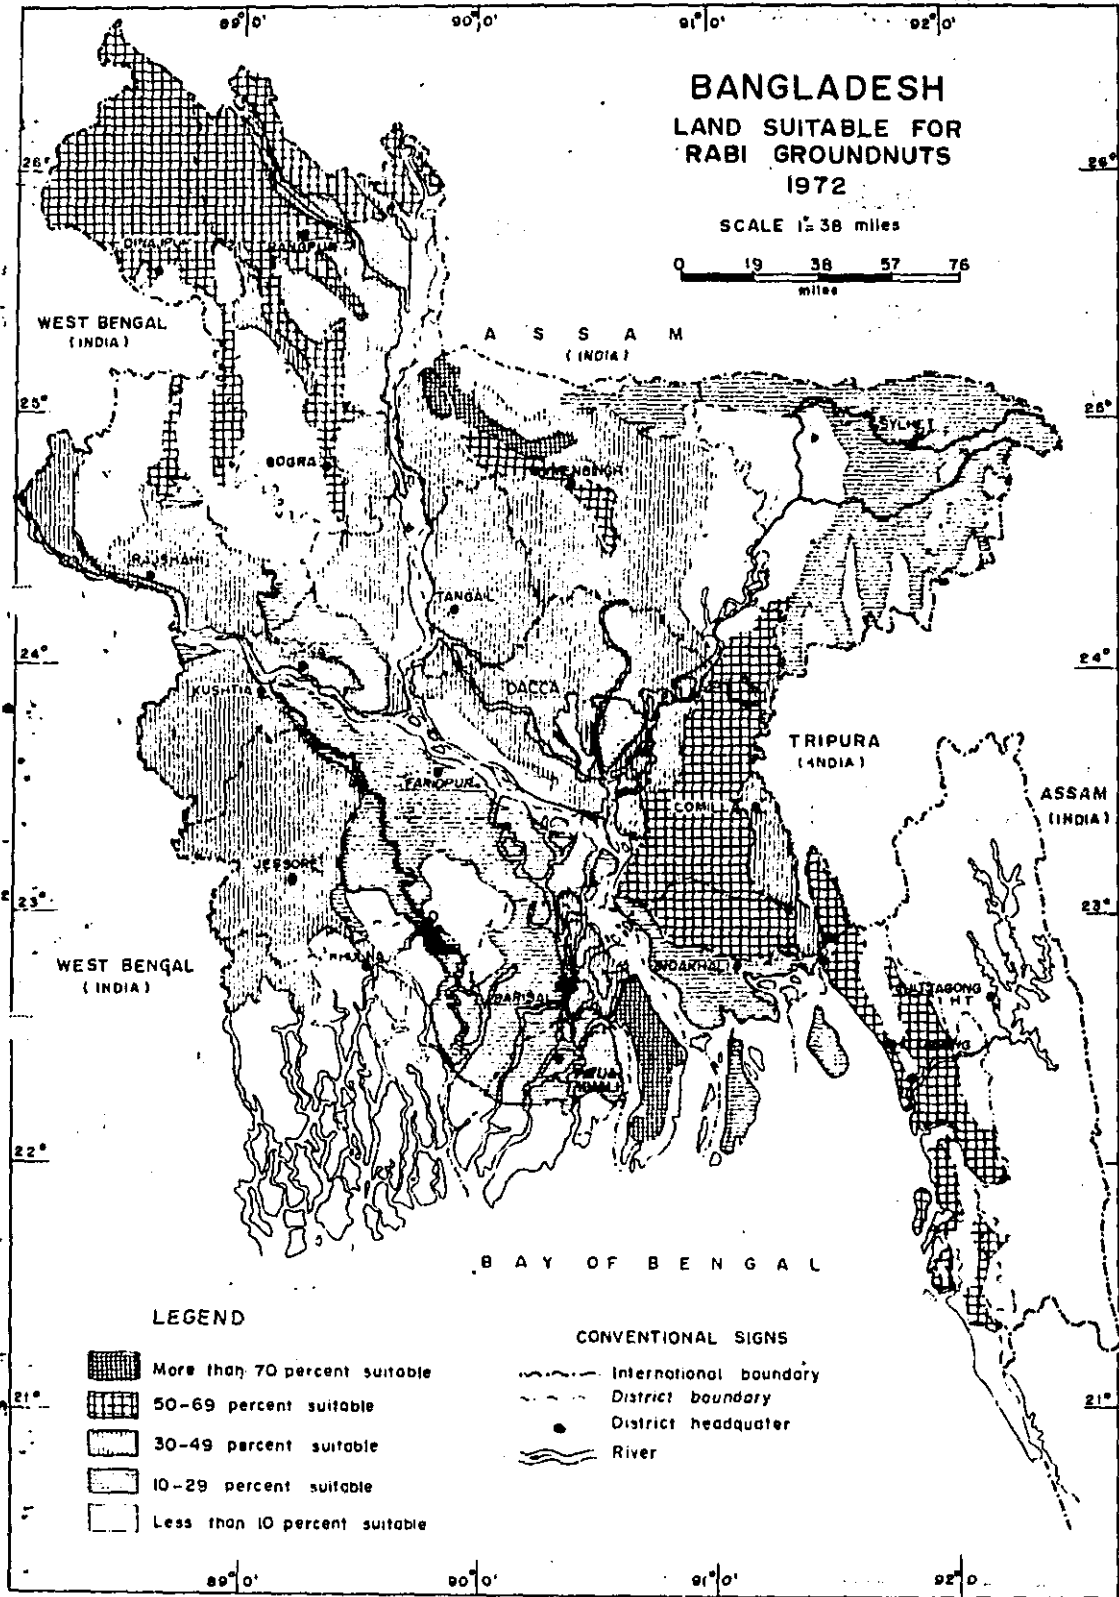 89°0'
90°0'
91°0'
92°0'
BANGLADESH
LAND SUITABLE FOR
RABI GROUNDNUTS
1972
SCALE 1"= 38 miles
0 19 38 57 76
miles
26°
26°
DINAJPUR
RANGPUR
WEST BENGAL
(INDIA)
A S S A M
(INDIA)
25°
25°
SYLHET
BOGRA
RAJSHAHI
TANGAIL
24°
24°
KUSHTIA
DACCA
TRIPURA
(INDIA)
FARIDPUR
COMILLA
ASSAM
(INDIA)
JESSORE
23°
23°
WEST BENGAL
(INDIA)
KHULNA
NOAKHALI
BARISAL
22°
BAY OF BENGAL
LEGEND
More than 70 percent suitable
50-69 percent suitable
30-49 percent suitable
10-29 percent suitable
Less than 10 percent suitable
CONVENTIONAL SIGNS
International boundary
District boundary
District headquater
River
21°
21°
89°0'
90°0'
91°0'
92°0